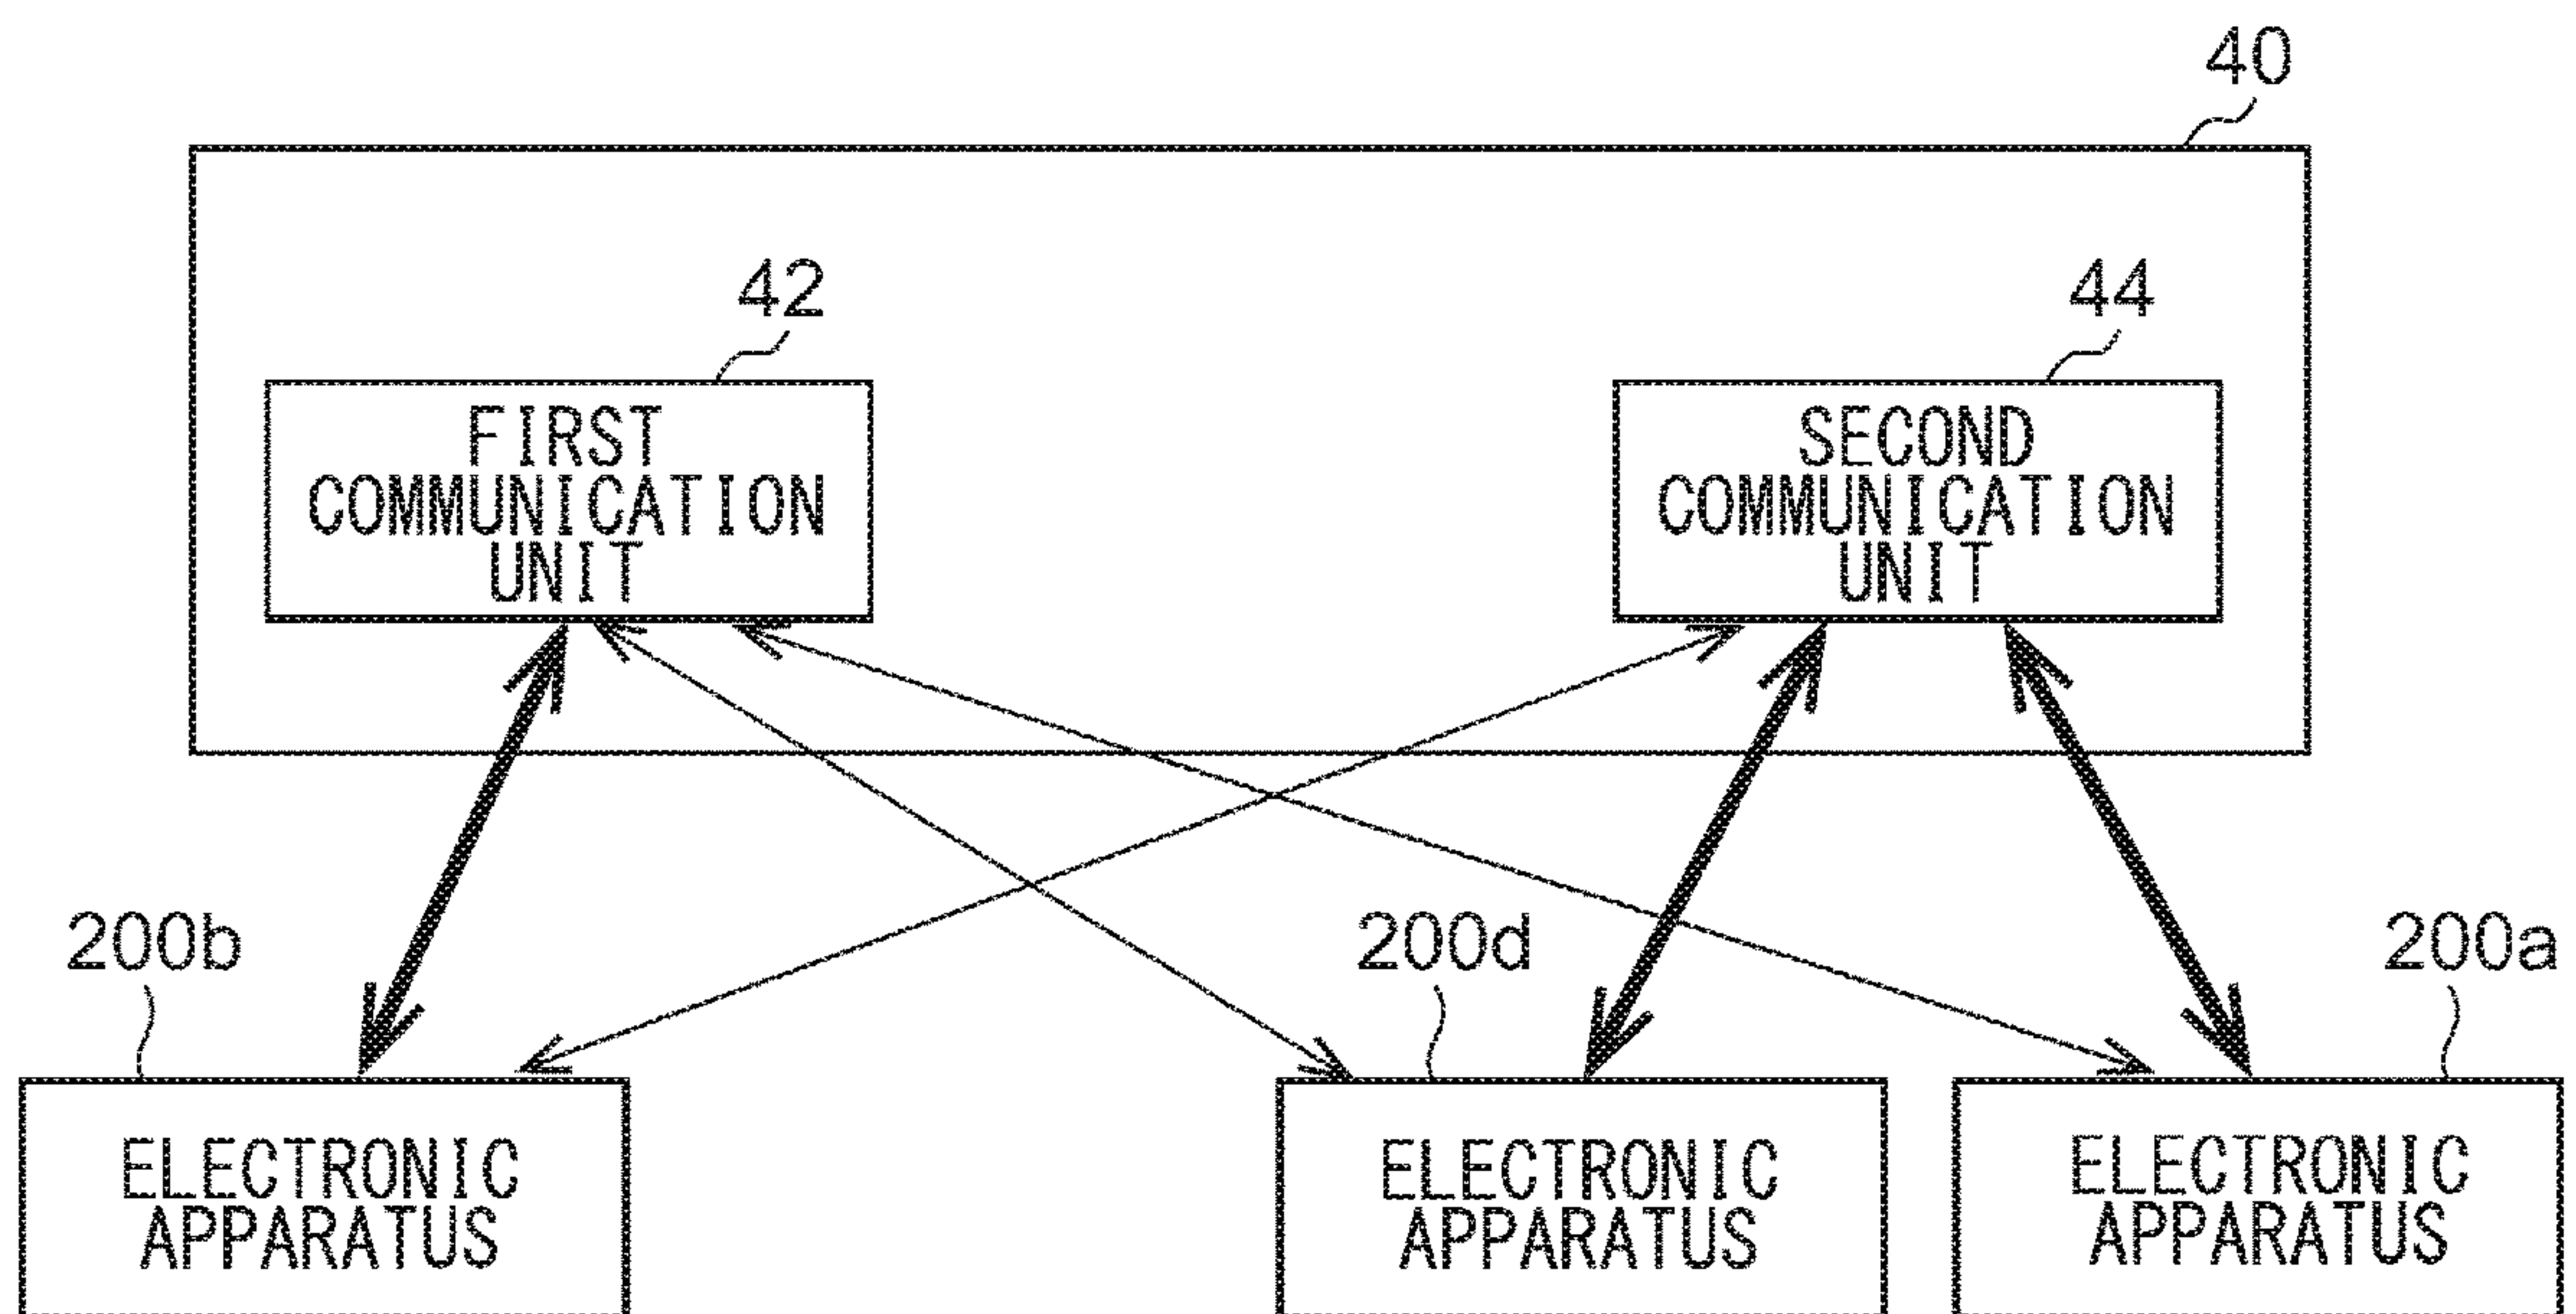 40
42
44
FIRST
COMMUNICATION
UNIT
SECOND
COMMUNICATION
UNIT
200b
200d
200a
ELECTRONIC
APPARATUS
ELECTRONIC
APPARATUS
ELECTRONIC
APPARATUS